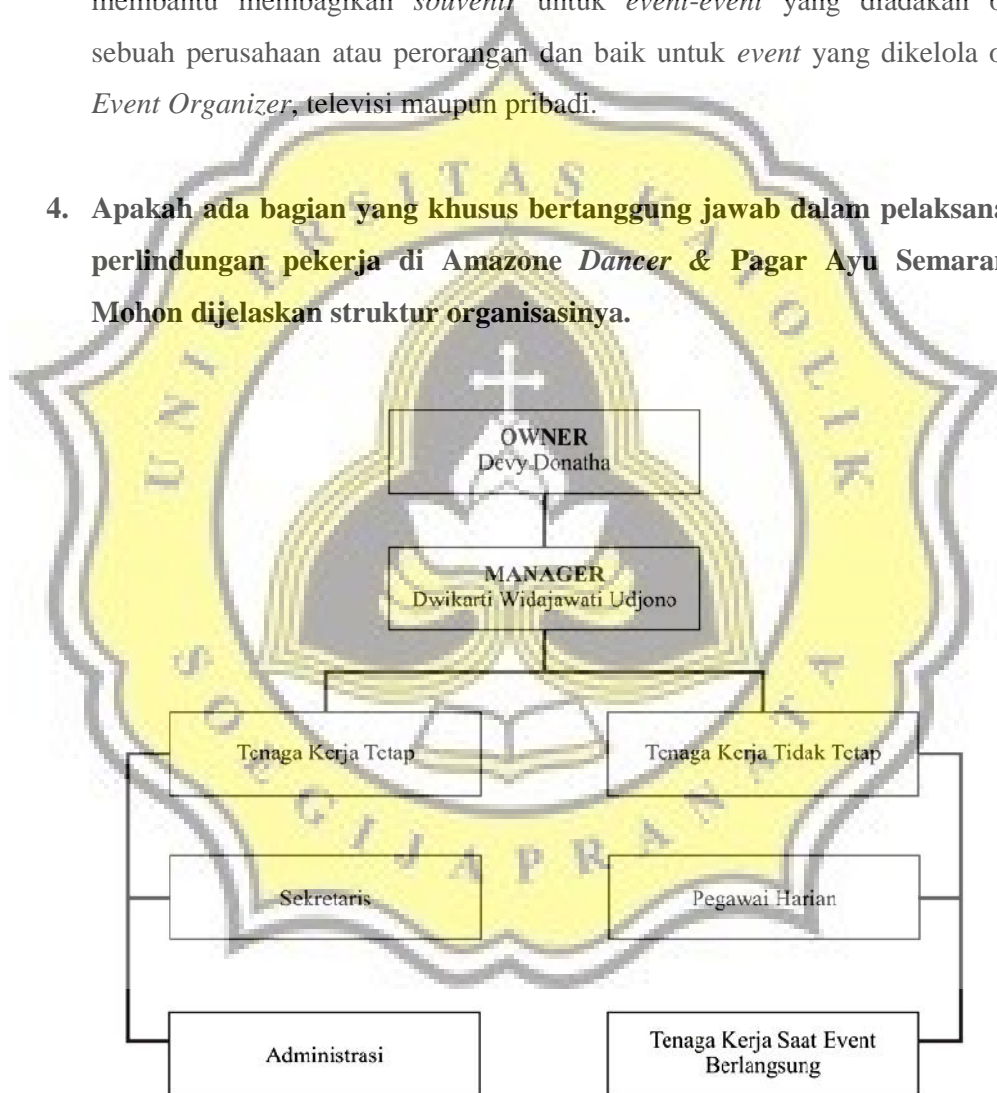 membantu membagikan souvenir untuk event-event yang diadakan
sebuah perusahaan atau perorangan dan baik untuk event yang dikelola
Event Organizer, televisi maupun pribadi.
4. Apakah ada bagian yang khusus bertanggung jawab dalam pelaksana
perlindungan pekerja di Amazone Dancer & Pagar Ayu Semaran
Mohon dijelaskan struktur organisasinya.
UNIVERSITAS KATOLIK
OWNER
Devy Donatha
MANAGER
Dwikarti Widajawati Udjono
Tenaga Kerja Tetap
Tenaga Kerja Tidak Tetap
Sekretaris
Pegawai Harian
Administrasi
Tenaga Kerja Saat Event
Berlangsung
SOEGIJAPRANATA